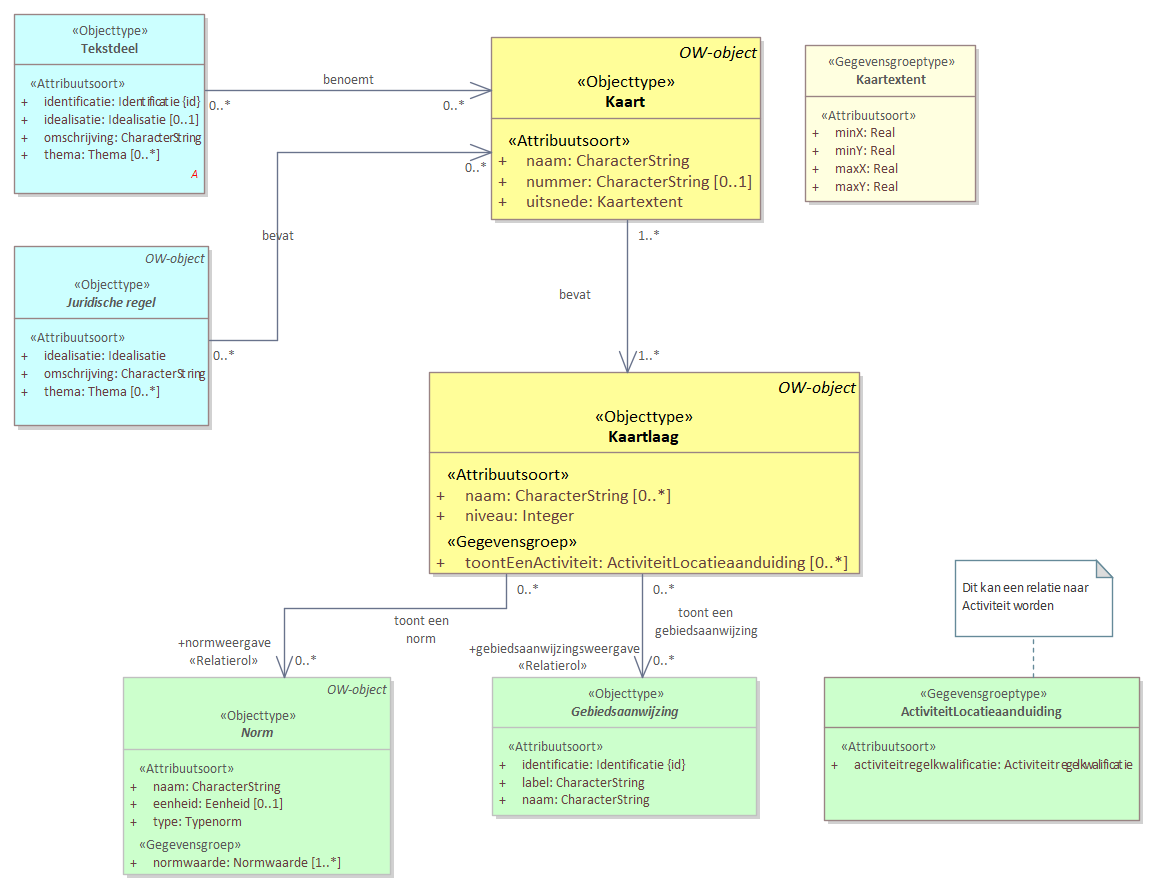 «Objecttype»
Tekstdeel
«Attribuutsoort»
+ identificatie: Identificatie {id}
+ idealisatie: Idealisatie [0..1]
+ omschrijving: CharacterString
+ thema: Thema [0..*]
A
benoemt
0..*
0..*
OW-object
«Objecttype»
Kaart
«Attribuutsoort»
+ naam: CharacterString
+ nummer: CharacterString [0..1]
+ uitsnede: Kaartextent
«Gegevensgroeptype»
Kaartextent
«Attribuutsoort»
+ minX: Real
+ minY: Real
+ maxX: Real
+ maxY: Real
0..*
bevat
OW-object
«Objecttype»
Juridische regel
«Attribuutsoort»
+ idealisatie: Idealisatie
+ omschrijving: CharacterString
+ thema: Thema [0..*]
0..*
1..*
bevat
1..*
OW-object
«Objecttype»
Kaartlaag
«Attribuutsoort»
+ naam: CharacterString [0..*]
+ niveau: Integer
«Gegevensgroep»
+ toontEenActiviteit: ActiviteitLocatieaanduiding [0..*]
0..*
toont een
norm
+normweergave
«Relatierol»
0..*
0..*
toont een
gebiedsaanwijzing
+gebiedsaanwijzingsweergave
«Relatierol»
0..*
Dit kan een relatie naar
Activiteit worden
OW-object
«Objecttype»
Norm
«Attribuutsoort»
+ naam: CharacterString
+ eenheid: Eenheid [0..1]
+ type: Typenorm
«Gegevensgroep»
+ normwaarde: Normwaarde [1..*]
«Objecttype»
Gebiedsaanwijzing
«Attribuutsoort»
+ identificatie: Identificatie {id}
+ label: CharacterString
+ naam: CharacterString
«Gegevensgroeptype»
ActiviteitLocatieaanduiding
«Attribuutsoort»
+ activiteitregelkwalificatie: Activiteitregelkwalificatie